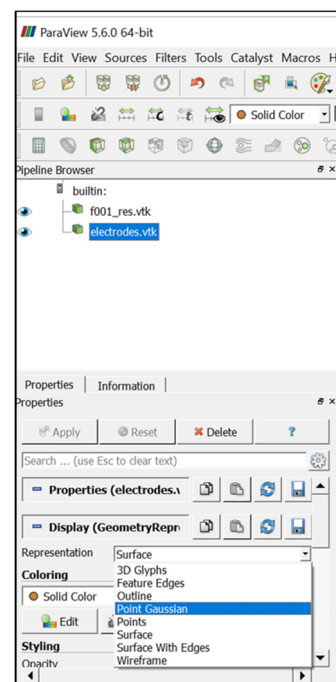 ParaView 5.6.0 64-bit
File Edit View Sources Filters Tools Catalyst Macros H
Solid Color
Pipeline Browser
builtin:
f001_res.vtk
electrodes.vtk
Properties Information
Properties
Apply Reset Delete ?
Search ... (use Esc to clear text)
Properties (electrodes.v
Display (GeometryRepr
Representation Surface
3D Glyphs
Coloring
Feature Edges
Solid Color Outline
Point Gaussian
Edit Points
Surface
Styling Surface With Edges
Opacity Wireframe